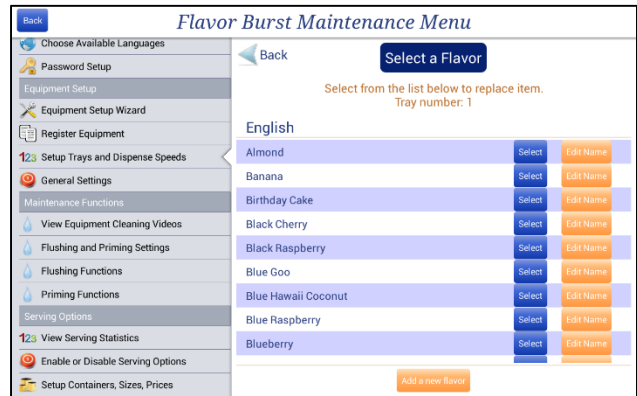 Back
Flavor Burst Maintenance Menu
Choose Available Languages
Password Setup
Equipment Setup
Equipment Setup Wizard
Register Equipment
123 Setup Trays and Dispense Speeds
General Settings
Maintenance Functions
View Equipment Cleaning Videos
Flushing and Priming Settings
Flushing Functions
Priming Functions
Serving Options
123 View Serving Statistics
Enable or Disable Serving Options
Setup Containers, Sizes, Prices
Back
Select a Flavor
Select from the list below to replace item.
Tray number: 1
English
Almond Select Edit Name
Banana Select Edit Name
Birthday Cake Select Edit Name
Black Cherry Select Edit Name
Black Raspberry Select Edit Name
Blue Goo Select Edit Name
Blue Hawaii Coconut Select Edit Name
Blue Raspberry Select Edit Name
Blueberry Select Edit Name
Add a new flavor